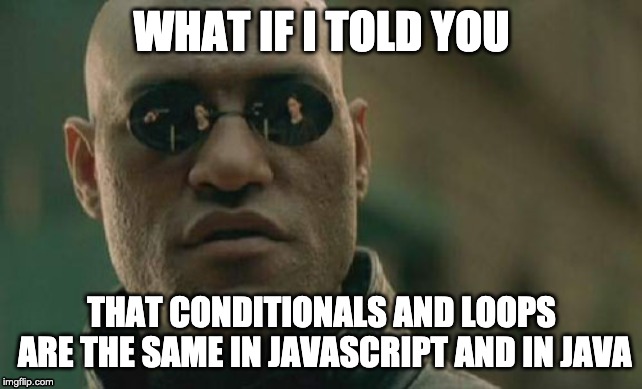 WHAT IF I TOLD YOU
THAT CONDITIONALS AND LOOPS
ARE THE SAME IN JAVASCRIPT AND IN JAVA
imgflip.com